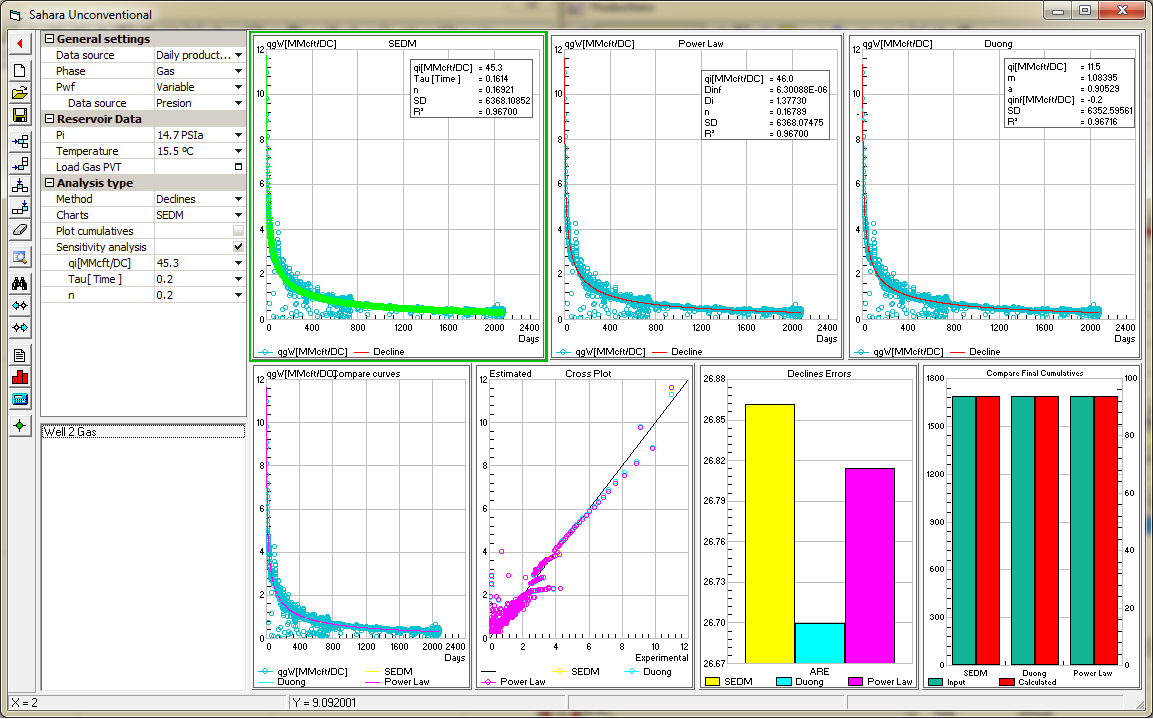 Sahara Unconventional
General settings
Data source Daily product...
Phase Gas
Pwf Variable
Data source Presion
Reservoir Data
Pi 14.7 PSIa
Temperature 15.5 ºC
Load Gas PVT
Analysis type
Method Declines
Charts SEDM
Plot cumulatives
Sensitivity analysis
qi[MMcft/DC] 45.3
Tau[ Time ] 0.2
n 0.2
Well 2 Gas
qgW[MMcft/DC] SEDM
qi[MMcft/DC] = 45.3
Tau [Time ] = 0.1614
n = 0.16921
SD = 6368.10852
R² = 0.96700
12
10
8
6
4
2
0
0 400 800 1200 1600 2000 2400
Days
qgW[MMcft/DC] Decline
qgW[MMcft/DC] Power Law
qi[MMcft/DC] = 46.0
Dinf = 6.30088E-06
Di = 1.37730
n = 0.16789
SD = 6368.07475
R² = 0.96700
12
10
8
6
4
2
0
0 400 800 1200 1600 2000 2400
Days
qgW[MMcft/DC] Decline
qgW[MMcft/DC] Duong
qi[MMcft/DC] = 11.5
m = 1.08395
a = 0.90529
qinf[MMcft/DC] = -0.2
SD = 6352.59561
R² = 0.96716
12
10
8
6
4
2
0
0 400 800 1200 1600 2000 2400
Days
qgW[MMcft/DC] Decline
qgW[MMcft/DC] Compare curves
12
10
8
6
4
2
0
0 400 800 1200 1600 2000 2400
Days
qgW[MMcft/DC] SEDM
Duong Power Law
Estimated Cross Plot
12
10
8
6
4
2
0
0 2 4 6 8 10 12
Experimental
SEDM Duong
Power Law
Declines Errors
26.88
26.85
26.82
26.79
26.76
26.73
26.70
26.67
ARE
SEDM Duong Power Law
Compare Final Cumulatives
1800 100
1500
80
1200
60
900
40
600
20
300
0 0
SEDM Duong Power Law
Input Calculated
X = 2 Y = 9.092001